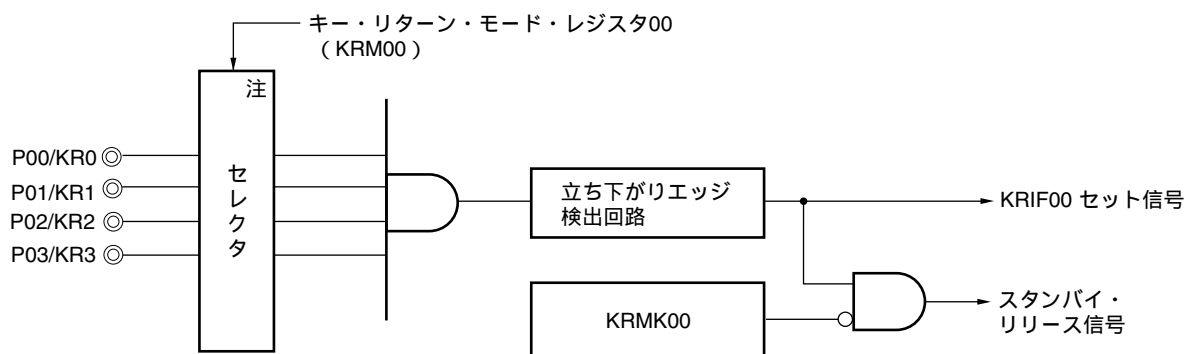 キー・リターン・モード・レジスタ00
（KRM00）
注
セレクタ
P00/KR0
P01/KR1
P02/KR2
P03/KR3
立ち下がりエッジ
検出回路
KRIF00 セット信号
KRMK00
スタンバイ・
リリース信号